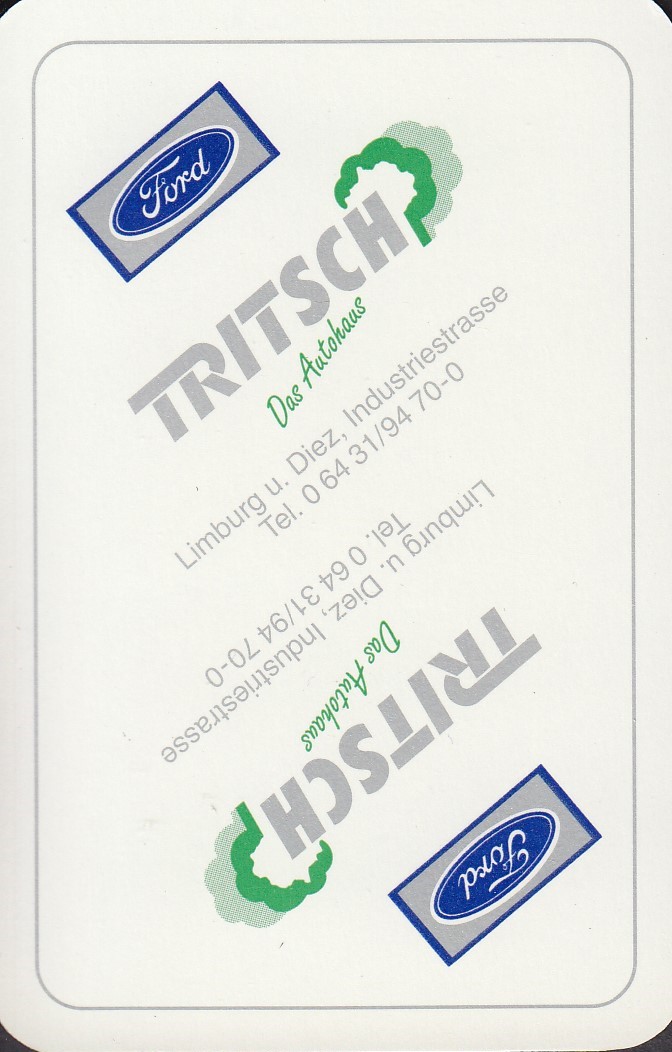 Ford
TRITSCH
Das Autohaus
Limburg u. Diez, Industriestrasse
Tel. 0 64 31/94 70-0
Limburg u. Diez, Industriestrasse
Tel. 0 64 31/94 70-0
Das Autohaus
TRITSCH
Ford